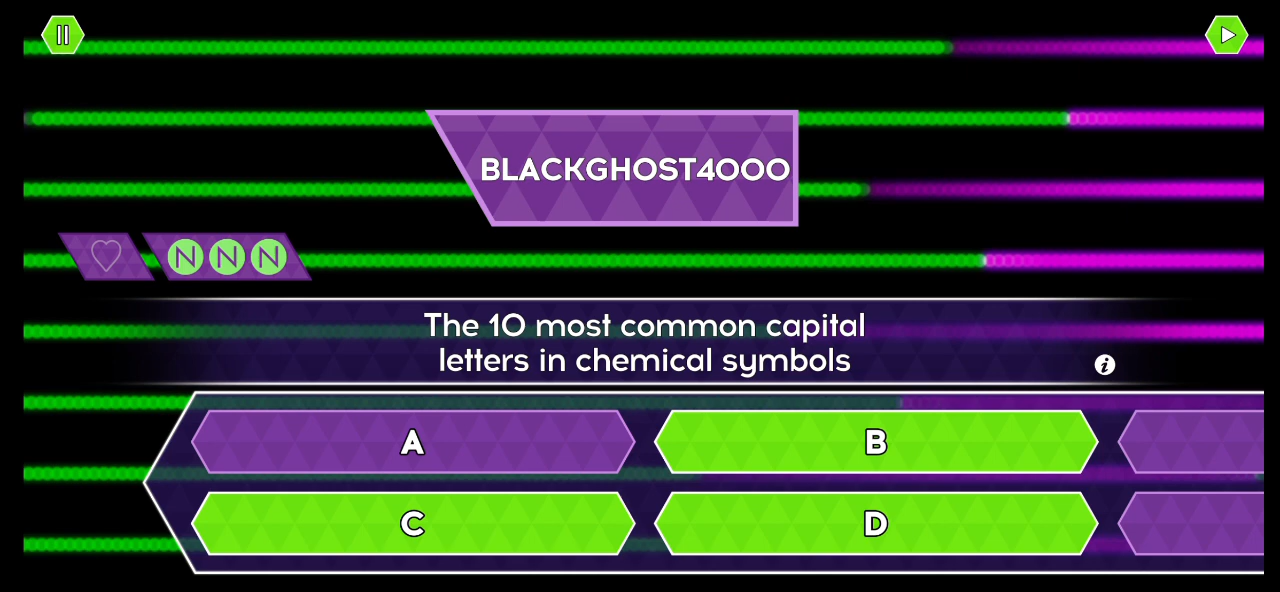 BLACKGHOST4000
N N N
The 10 most common capital
letters in chemical symbols
i
A
B
C
D